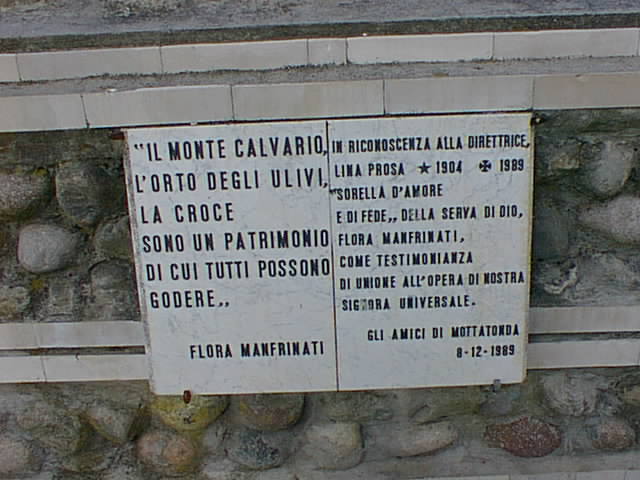 "IL MONTE CALVARIO,
L'ORTO DEGLI ULIVI,
LA CROCE
SONO UN PATRIMONIO
DI CUI TUTTI POSSONO
GODERE,,
FLORA MANFRINATI
IN RICONOSCENZA ALLA DIRETTRICE,
LINA PROSA ★ 1904 ✠ 1989
"SORELLA D'AMORE
E DI FEDE,, DELLA SERVA DI DIO,
FLORA MANFRINATI,
COME TESTIMONIANZA
DI UNIONE ALL'OPERA DI NOSTRA
SIGNORA UNIVERSALE.
GLI AMICI DI MOTTATONDA
8-12-1989